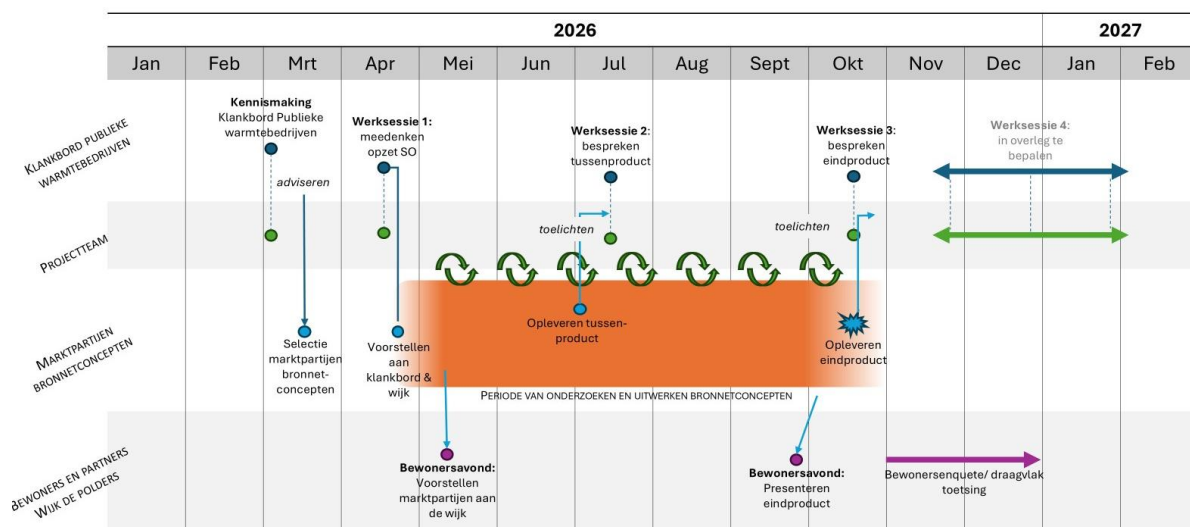 2026
2027
Jan
Feb
Mrt
Apr
Mei
Jun
Jul
Aug
Sept
Okt
Nov
Dec
Jan
Feb
KLANKBORD PUBLIEKE
WARMTEBEDRIJVEN
Kennismaking
Klankbord Publieke
warmtebedrijven
Werksessie 1:
meedenken
opzet SO
Werksessie 2:
bespreken
tussenproduct
Werksessie 3:
bespreken
eindproduct
Werksessie 4:
in overleg te
bepalen
adviseren
PROJECTTEAM
toelichten
toelichten
MARKTPARTIJEN
BRONNETCONCEPTEN
Selectie
marktpartijen
bronnet-
concepten
Voorstellen
aan
klankbord &
wijk
Opleveren tussen-
product
Opleveren
eindproduct
PERIODE VAN ONDERZOEKEN EN UITWERKEN BRONNETCONCEPTEN
BEWONERS EN PARTNERS
WIJK DE POLDERS
Bewonersavond:
Voorstellen
marktpartijen aan
de wijk
Bewonersavond:
Presenteren
eindproduct
Bewonersenquete/ draagvlak
toetsing